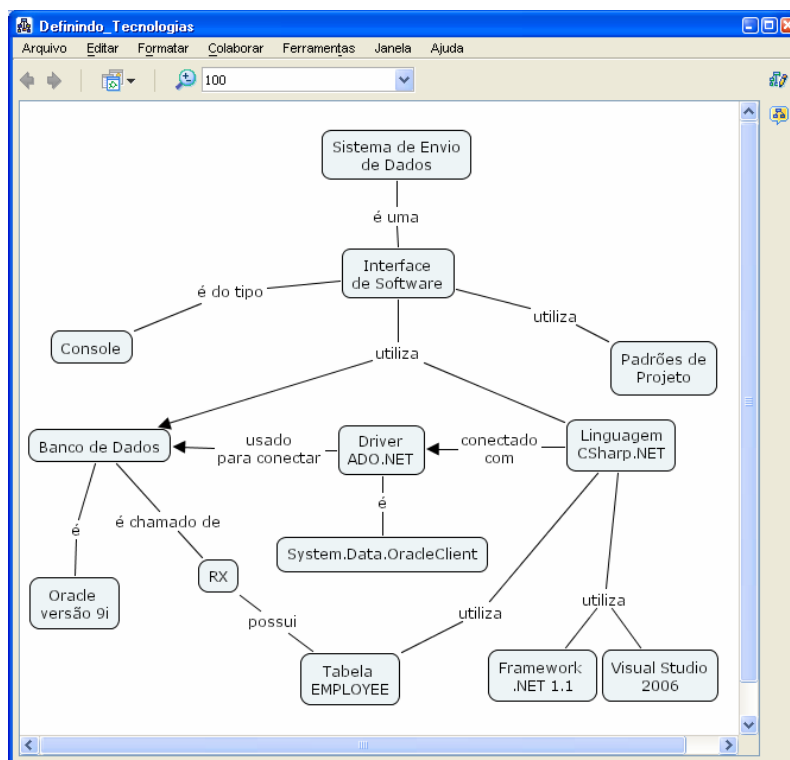 Definindo_Tecnologias
Arquivo Editar Formatar Colaborar Ferramentas Janela Ajuda
100
Sistema de Envio
de Dados
é uma
Interface
de Software
é do tipo
utiliza
Console
utiliza
Padrões de
Projeto
Banco de Dados
usado
para conectar
Driver
ADO.NET
conectado
com
Linguagem
CSharp.NET
é
é chamado de
é
System.Data.OracleClient
RX
Oracle
versão 9i
possui
utiliza
utiliza
Tabela
EMPLOYEE
Framework
.NET 1.1
Visual Studio
2006